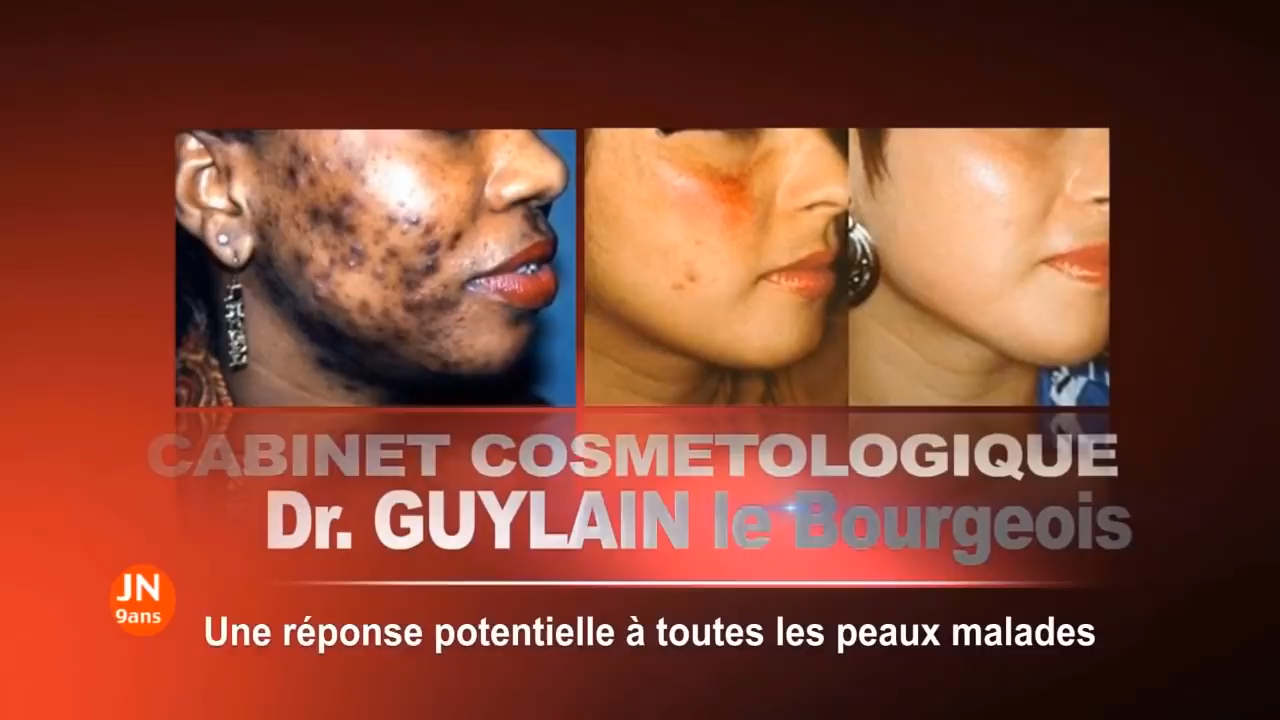 CABINET COSMETOLOGIQUE
Dr. GUYLAIN le Bourgeois
JN
9ans
Une réponse potentielle à toutes les peaux malades